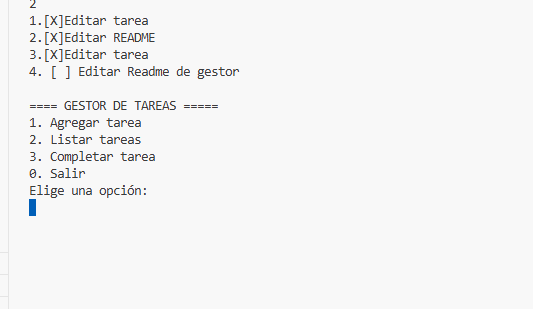 2
1.[X]Editar tarea
2.[X]Editar README
3.[X]Editar tarea
4. [ ] Editar Readme de gestor
==== GESTOR DE TAREAS =====
1. Agregar tarea
2. Listar tareas
3. Completar tarea
0. Salir
Elige una opción: